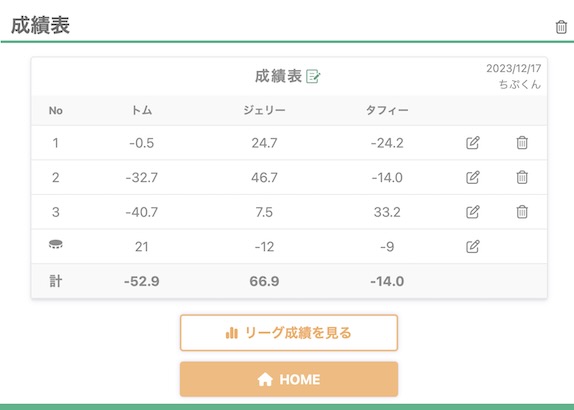 成績表
成績表
2023/12/17
ちぷくん
No トム ジェリー タフィー
1 -0.5 24.7 -24.2
2 -32.7 46.7 -14.0
3 -40.7 7.5 33.2
21 -12 -9
計 -52.9 66.9 -14.0
リーグ成績を見る
HOME